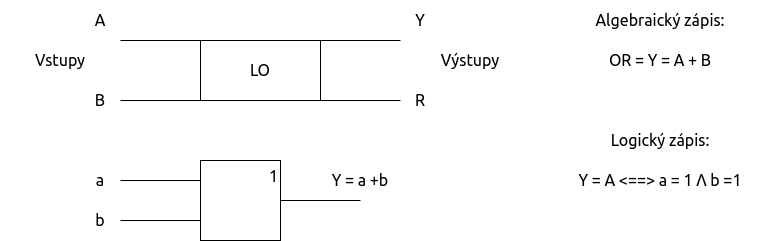 A
Y
Algebraický zápis:
Vstupy
LO
Výstupy
OR = Y = A + B
B
R
Logický zápis:
a
1
Y = a +b
Y = A <==> a = 1 Λ b =1
b